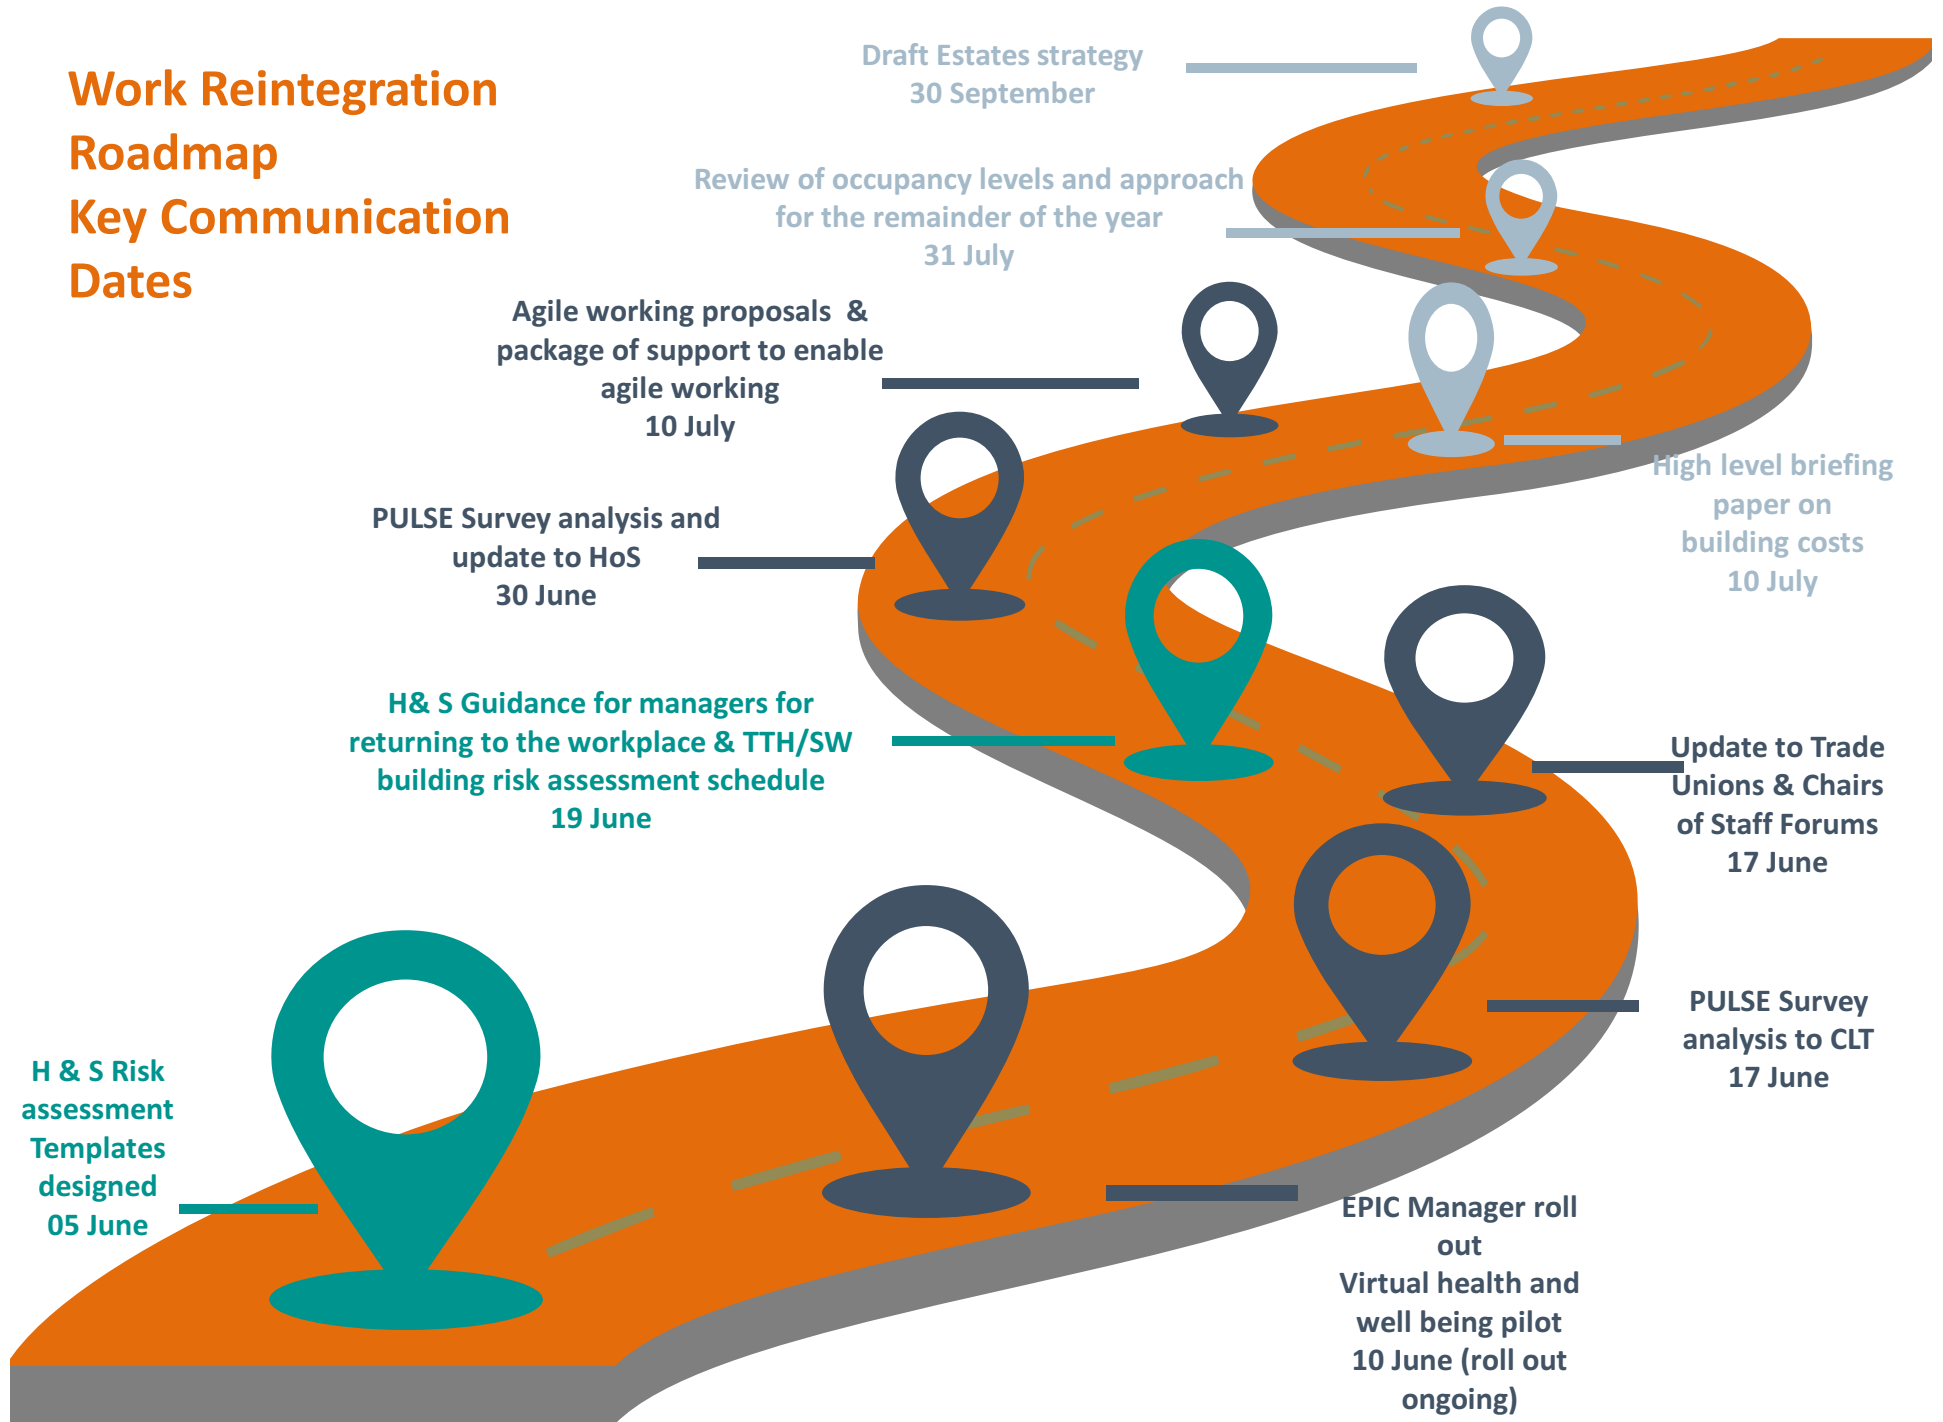 Work Reintegration
Roadmap
Key Communication
Dates
Draft Estates strategy
30 September
Review of occupancy levels and approach
for the remainder of the year
31 July
Agile working proposals  &
package of support to enable
agile working
10 July
High level briefing
paper on
building costs
10 July
PULSE Survey analysis and
update to HoS
30 June
H& S Guidance for managers for
returning to the workplace & TTH/SW
building risk assessment schedule
19 June
Update to Trade
Unions & Chairs
of Staff Forums
17 June
PULSE Survey
analysis to CLT
17 June
H & S Risk
assessment
Templates
designed
05 June
EPIC Manager roll
out
Virtual health and
well being pilot
10 June (roll out
ongoing)